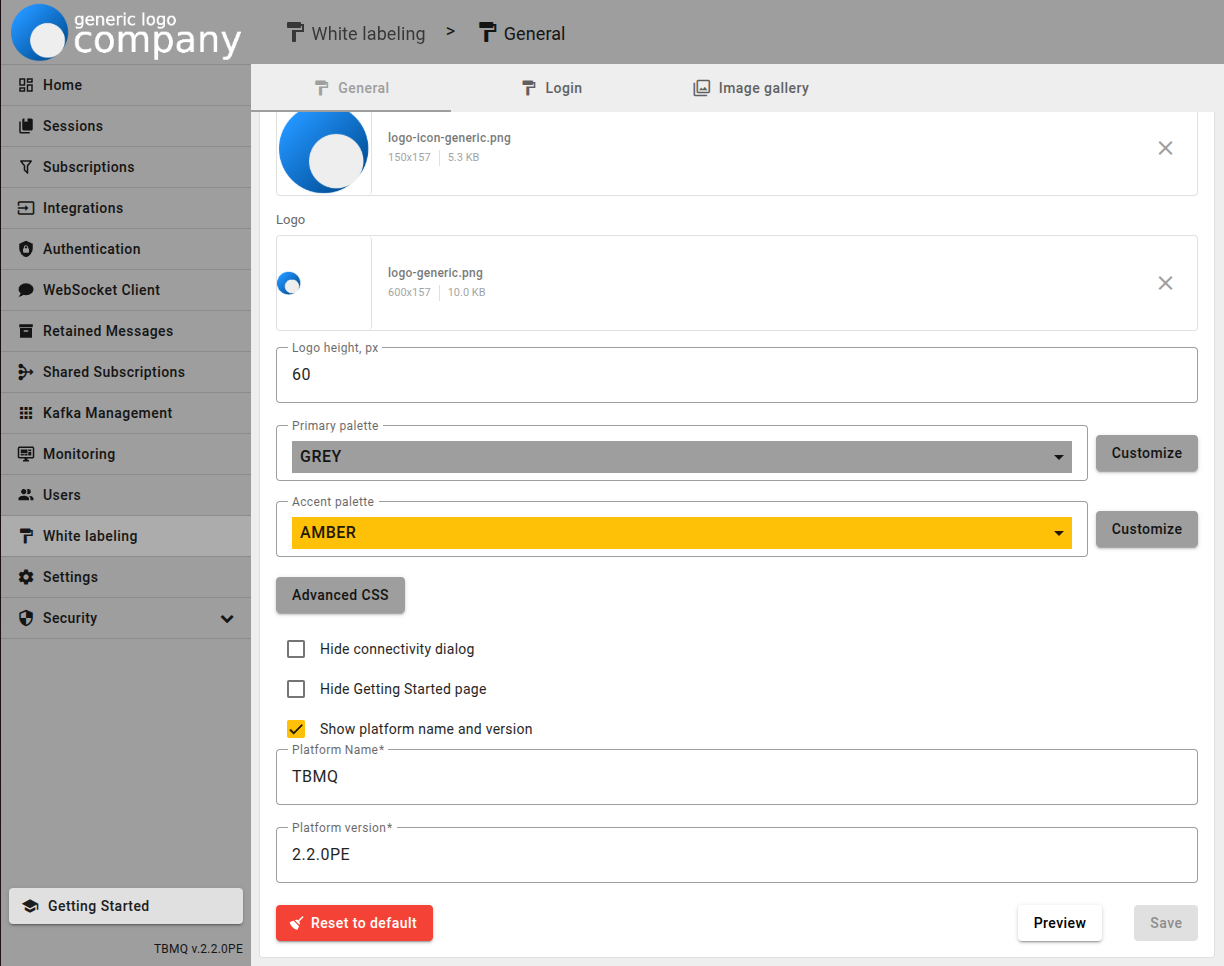 generic logo
company
White labeling > General
Home
Sessions
Subscriptions
Integrations
Authentication
WebSocket Client
Retained Messages
Shared Subscriptions
Kafka Management
Monitoring
Users
White labeling
Settings
Security
Getting Started
TBMQ v.2.2.0PE
General Login Image gallery
logo-icon-generic.png
150x157 5.3 KB
Logo
logo-generic.png
600x157 10.0 KB
Logo height, px
60
Primary palette
GREY
Customize
Accent palette
AMBER
Customize
Advanced CSS
Hide connectivity dialog
Hide Getting Started page
Show platform name and version
Platform Name*
TBMQ
Platform version*
2.2.0PE
Reset to default Preview Save